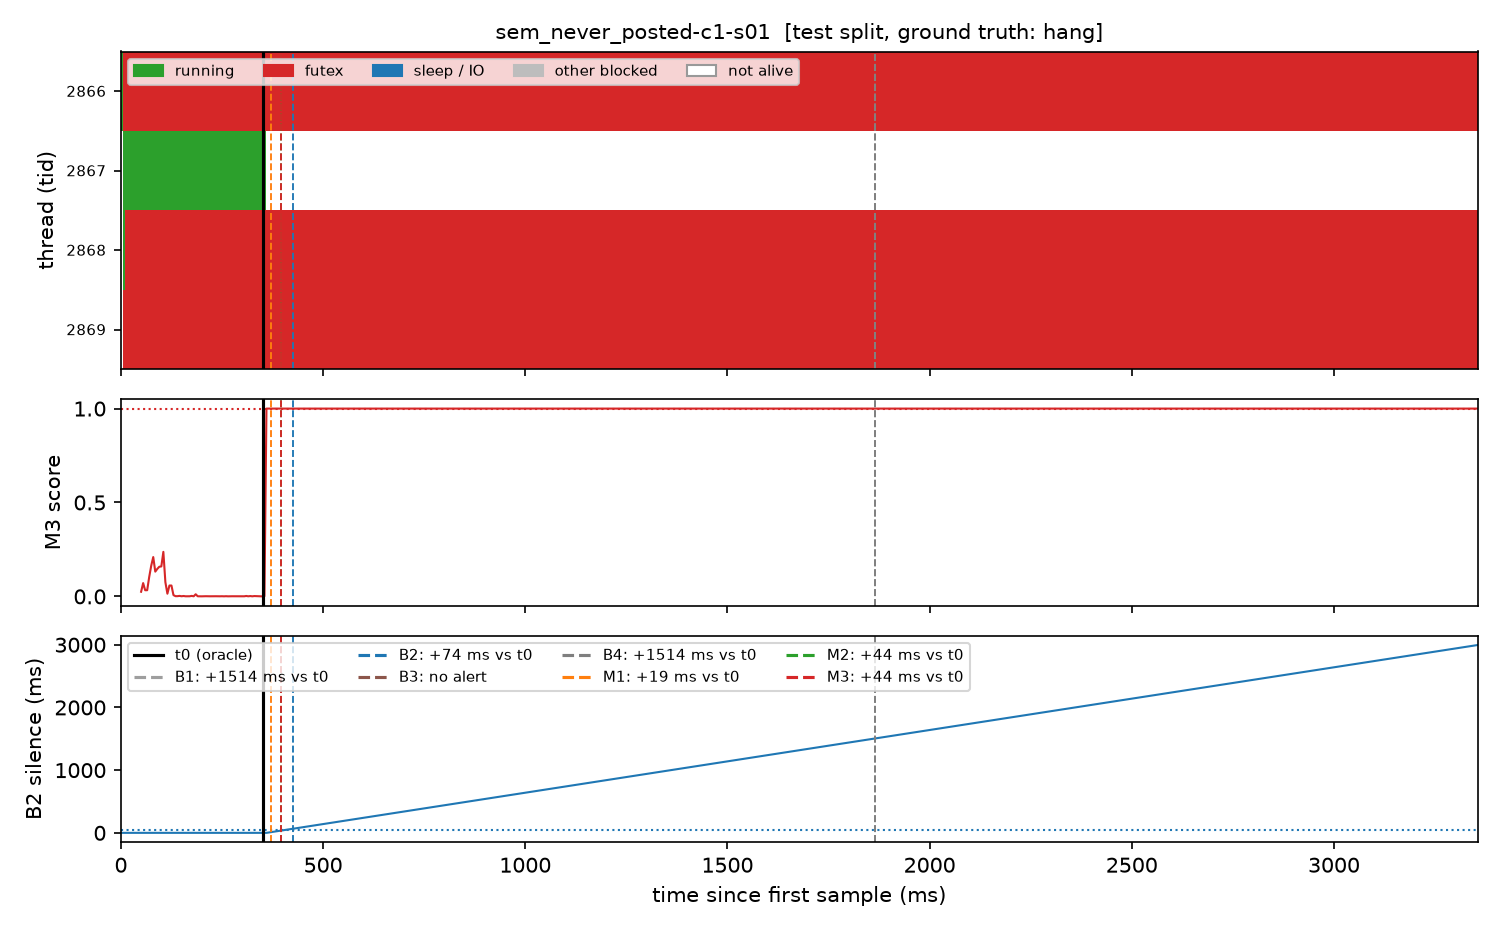 sem_never_posted-c1-s01  [test split, ground truth: hang]
running futex sleep / IO other blocked not alive
2866
2867
2868
2869
thread (tid)
1.0
0.5
0.0
M3 score
t0 (oracle) B2: +74 ms vs t0 B4: +1514 ms vs t0 M2: +44 ms vs t0
B1: +1514 ms vs t0 B3: no alert M1: +19 ms vs t0 M3: +44 ms vs t0
3000
2000
1000
0
B2 silence (ms)
0 500 1000 1500 2000 2500 3000
time since first sample (ms)